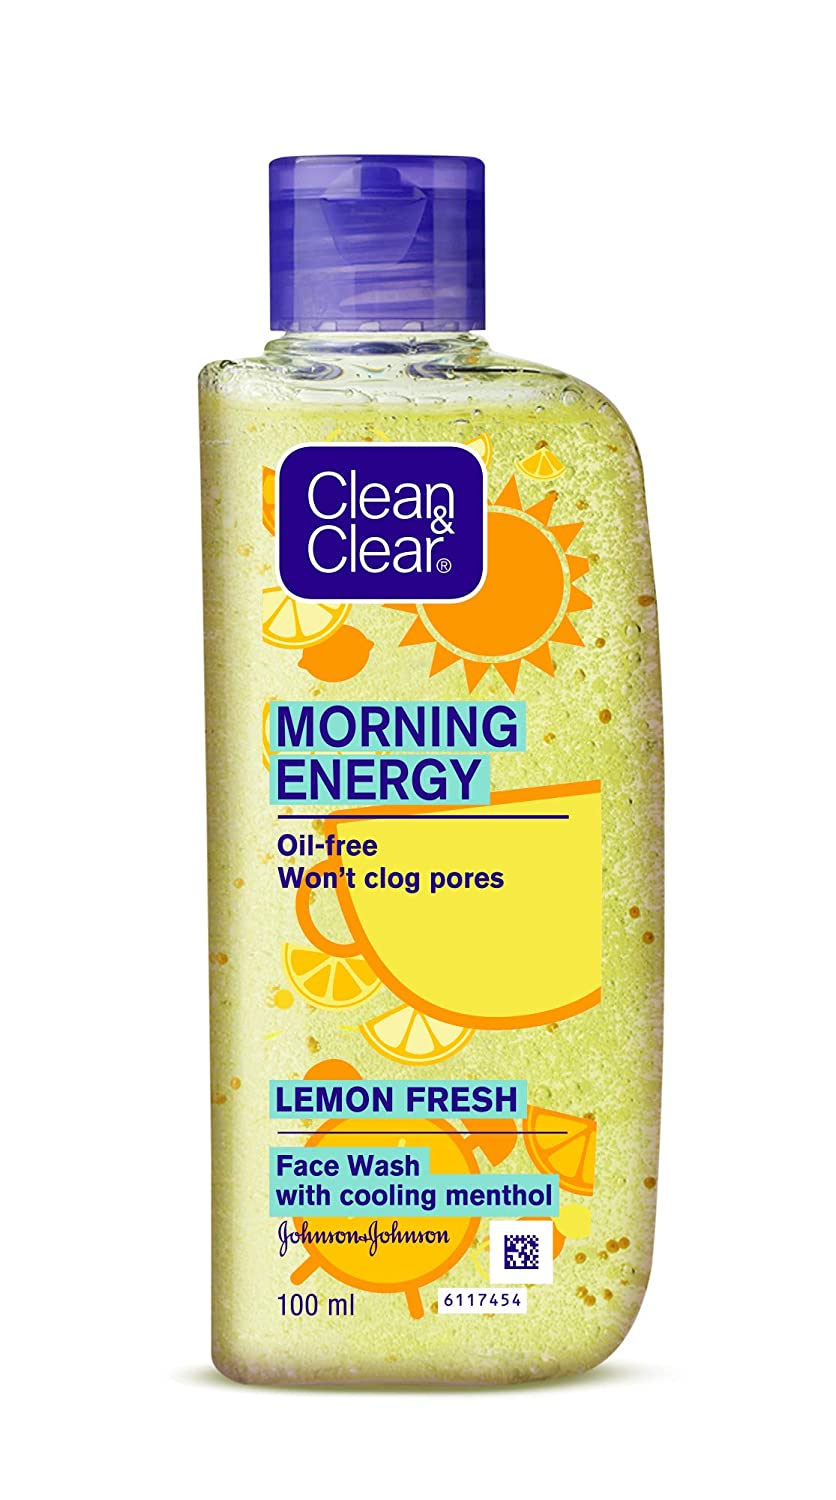 Clean
&
Clear®
MORNING
ENERGY
Oil-free
Won't clog pores
LEMON FRESH
Face Wash
with cooling menthol
Johnson&Johnson
100 ml
6117454